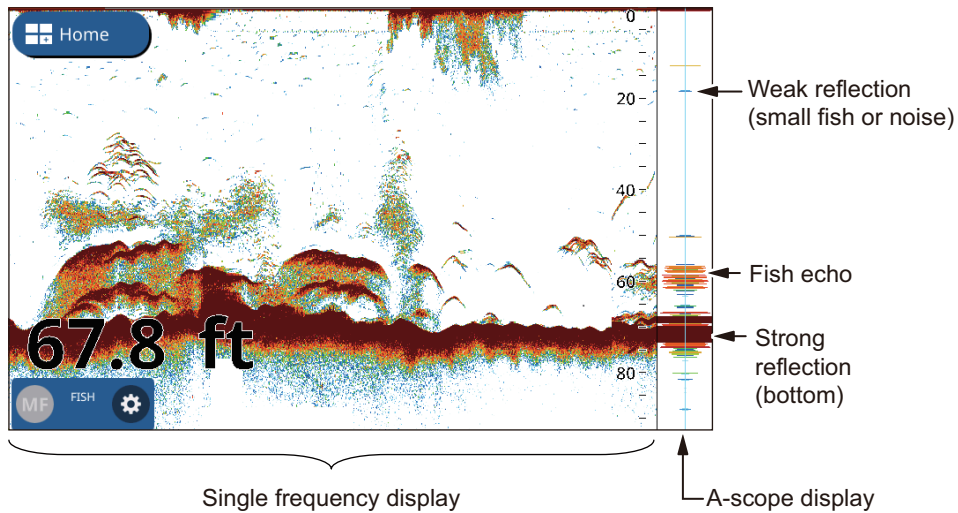 Home
0
20
40
60
80
67.8 ft
MF
FISH
Weak reflection
(small fish or noise)
Fish echo
Strong
reflection
(bottom)
Single frequency display
A-scope display